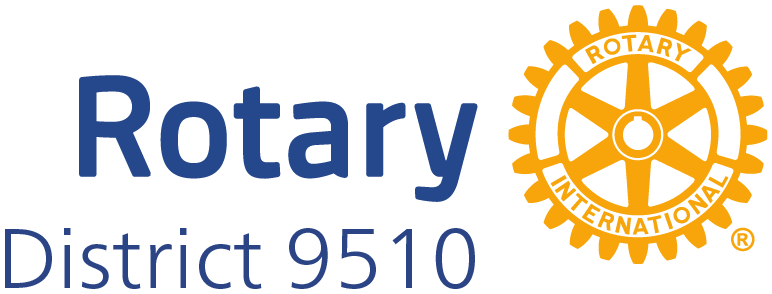 Rotary
District 9510
ROTARY
INTERNATIONAL
®